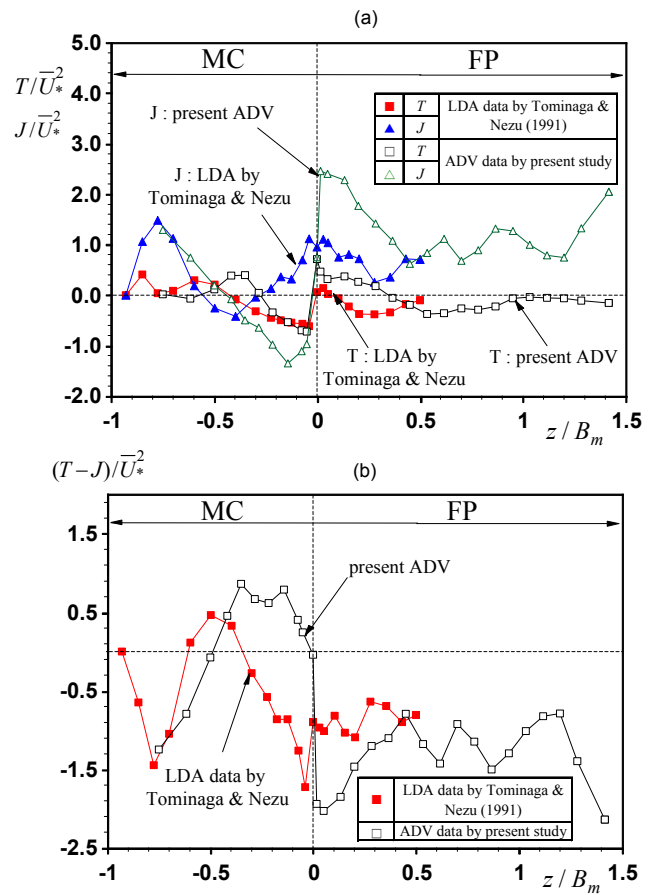 (a)
MC
FP
T/U̅*²
J/U̅*²
5.0
4.0
3.0
2.0
1.0
0.0
-1.0
-2.0
J : present ADV
T LDA data by Tominaga &
J Nezu (1991)
T ADV data by present study
J
J : LDA by
Tominaga & Nezu
T : LDA by
Tominaga & Nezu
T : present ADV
-1 -0.5 0 0.5 1 1.5
z / Bₘ
(T−J)/U̅*²
(b)
MC
FP
1.5
0.5
-0.5
-1.5
-2.5
present ADV
LDA data by
Tominaga & Nezu
LDA data by Tominaga &
Nezu (1991)
ADV data by present study
-1 -0.5 0 0.5 1 1.5
z / Bₘ